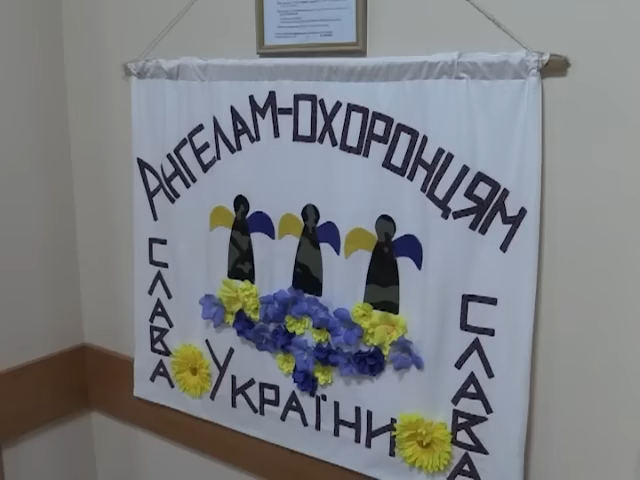 Ангелам-охоронцям
України
слава
слава